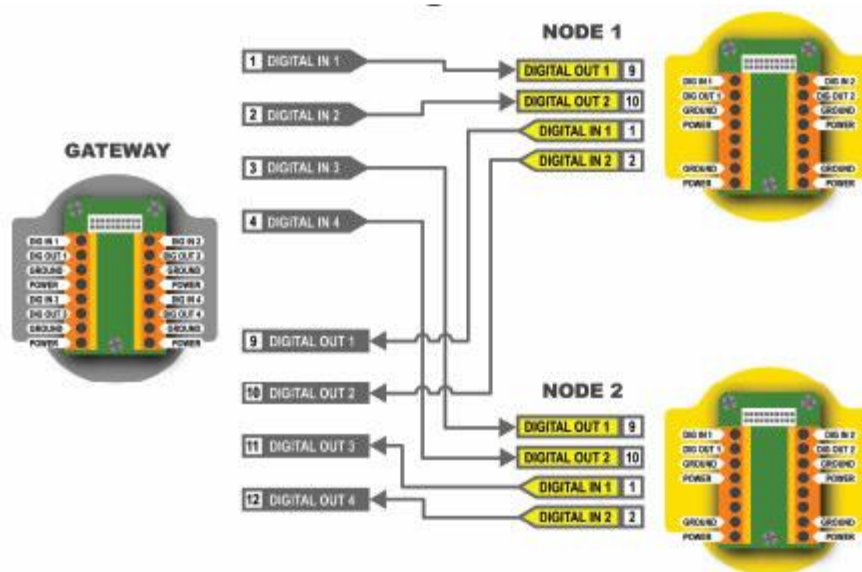 NODE 1
1 DIGITAL IN 1
2 DIGITAL IN 2
3 DIGITAL IN 3
4 DIGITAL IN 4
DIGITAL OUT 1 9
DIGITAL OUT 2 10
DIGITAL IN 1 1
DIGITAL IN 2 2
DIG IN 1
DIG OUT 1
GROUND
POWER
GROUND
POWER
DIG IN 2
DIG OUT 2
GROUND
POWER
GROUND
POWER
GATEWAY
DIG IN 1
DIG OUT 1
GROUND
POWER
DIG IN 3
DIG OUT 3
GROUND
POWER
DIG IN 2
DIG OUT 2
GROUND
POWER
DIG IN 4
DIG OUT 4
GROUND
POWER
9 DIGITAL OUT 1
10 DIGITAL OUT 2
11 DIGITAL OUT 3
12 DIGITAL OUT 4
NODE 2
DIGITAL OUT 1 9
DIGITAL OUT 2 10
DIGITAL IN 1 1
DIGITAL IN 2 2
DIG IN 1
DIG OUT 1
GROUND
POWER
GROUND
POWER
DIG IN 2
DIG OUT 2
GROUND
POWER
GROUND
POWER